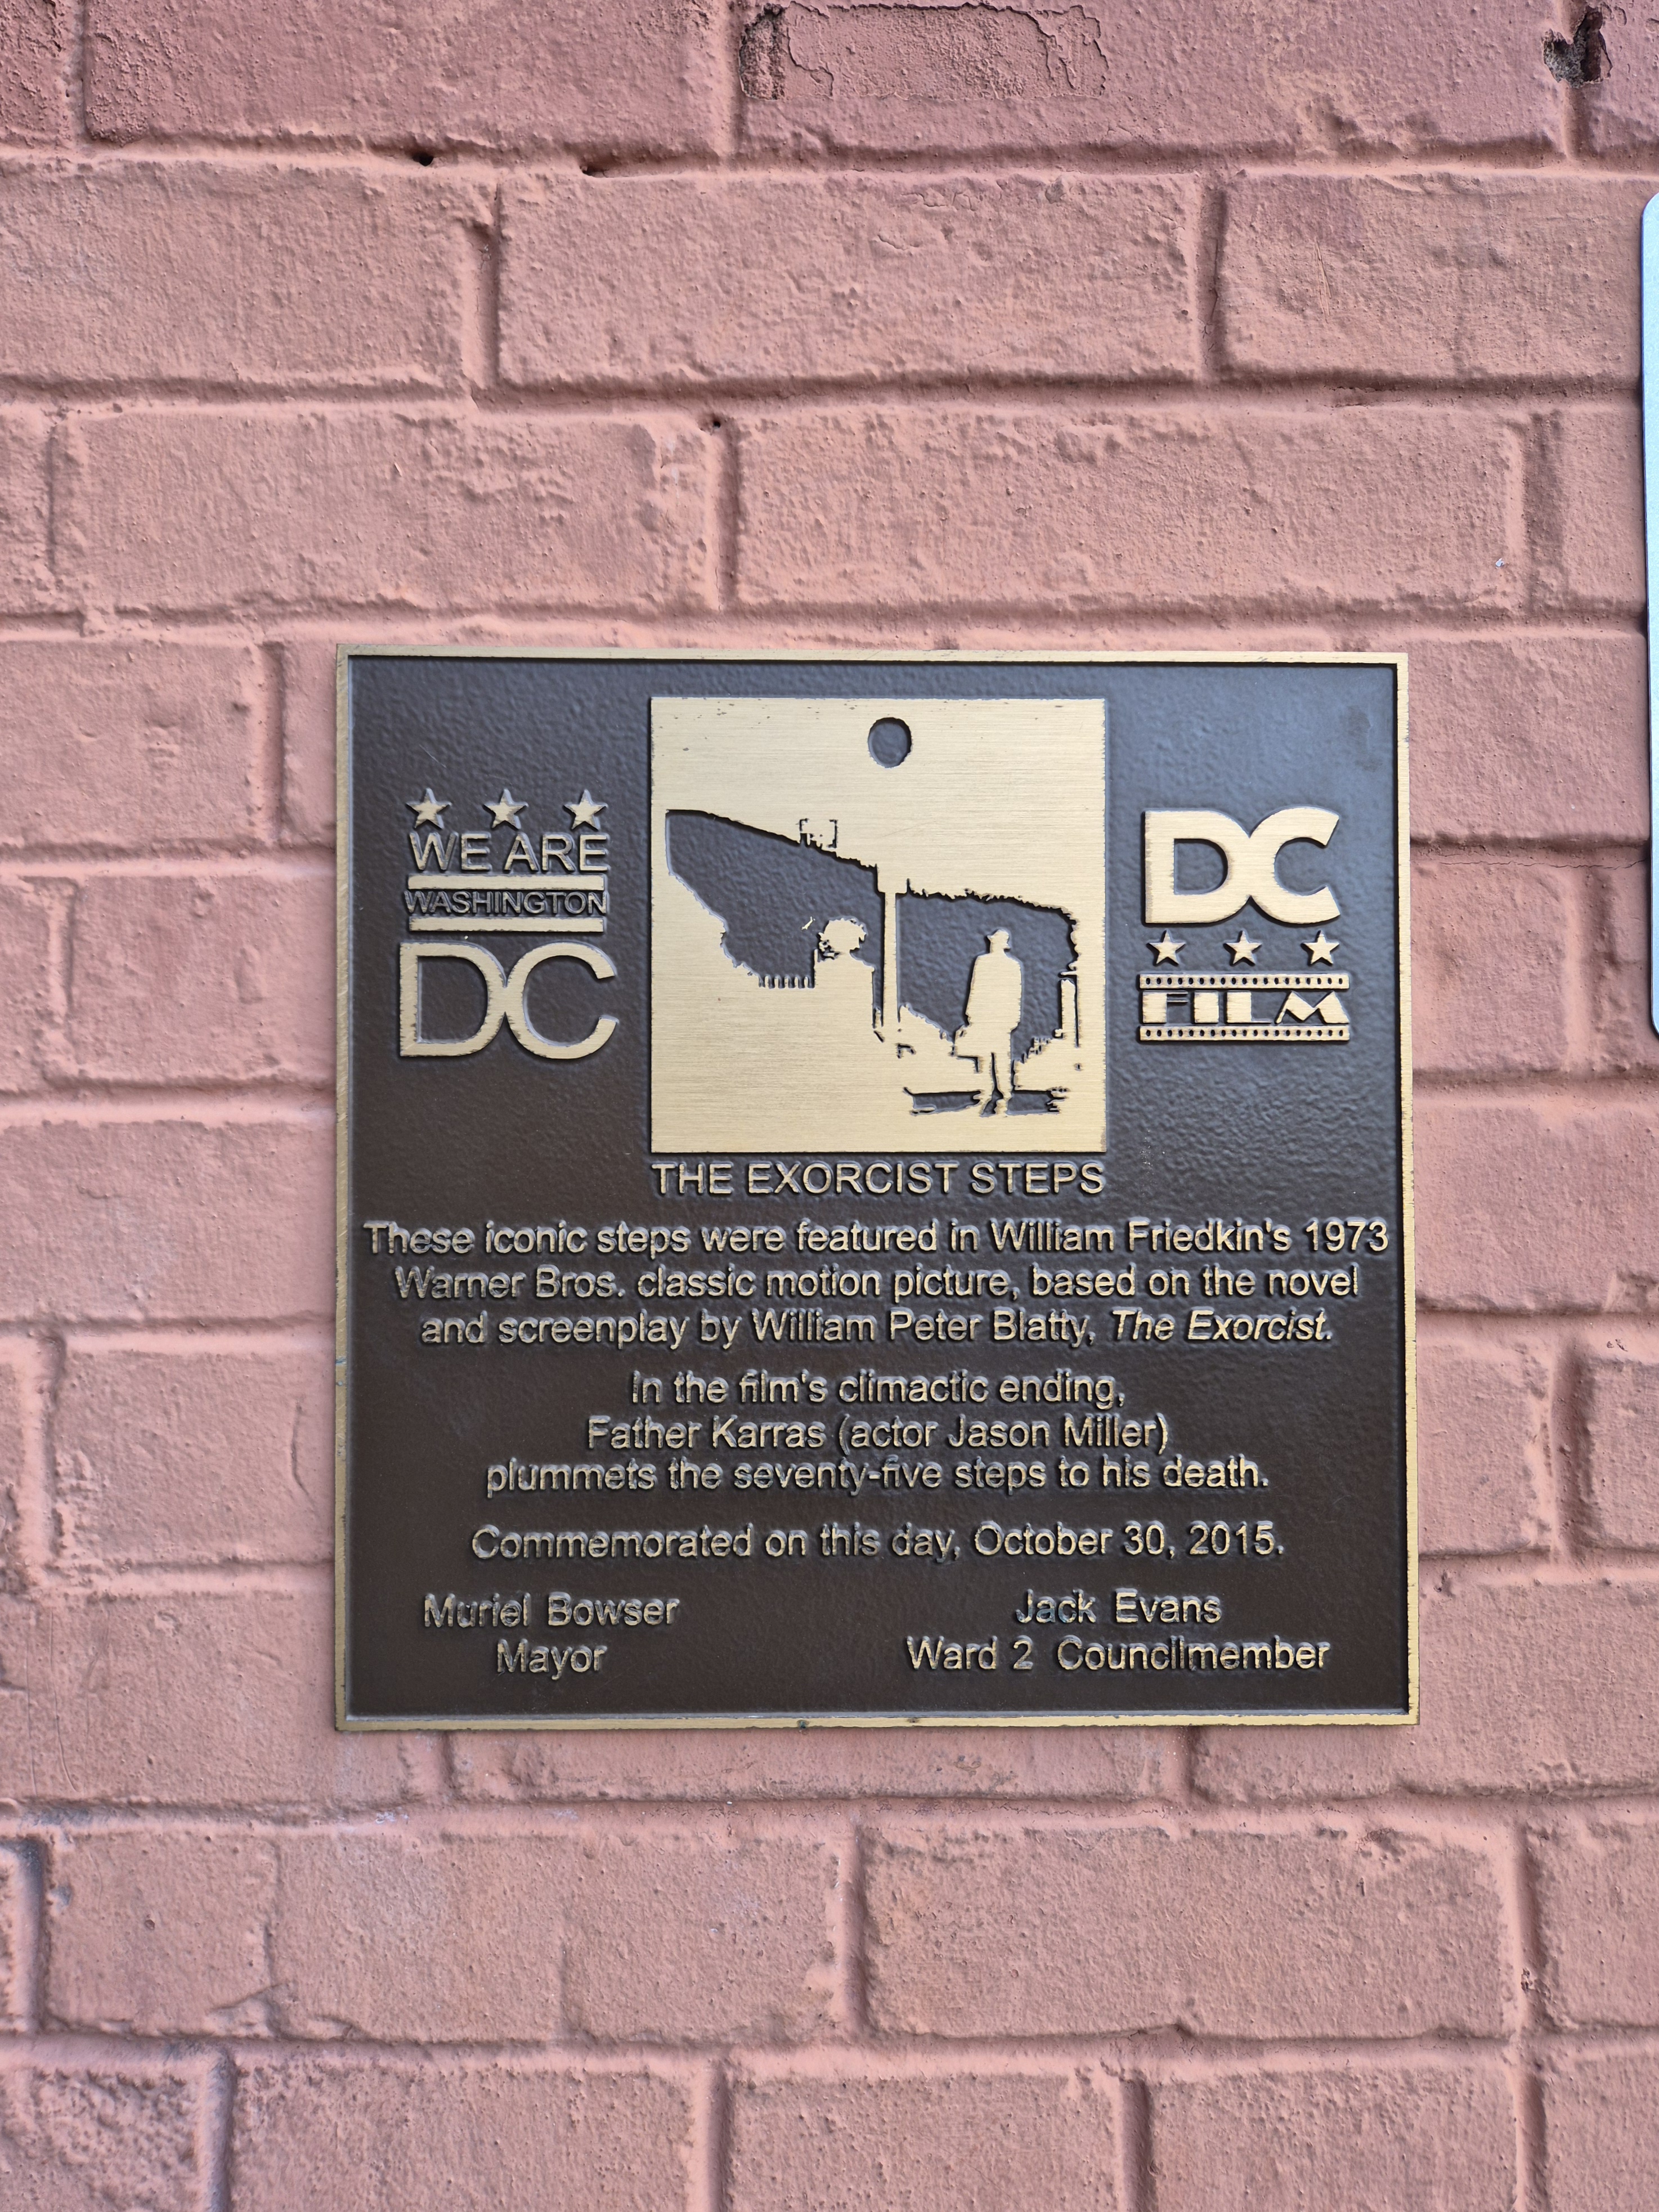 WE ARE
WASHINGTON
DC
DC
FILM
THE EXORCIST STEPS
These iconic steps were featured in William Friedkin's 1973
Warner Bros. classic motion picture, based on the novel
and screenplay by William Peter Blatty, The Exorcist.
In the film's climactic ending,
Father Karras (actor Jason Miller)
plummets the seventy-five steps to his death.
Commemorated on this day, October 30, 2015.
Muriel Bowser
Mayor
Jack Evans
Ward 2 Councilmember